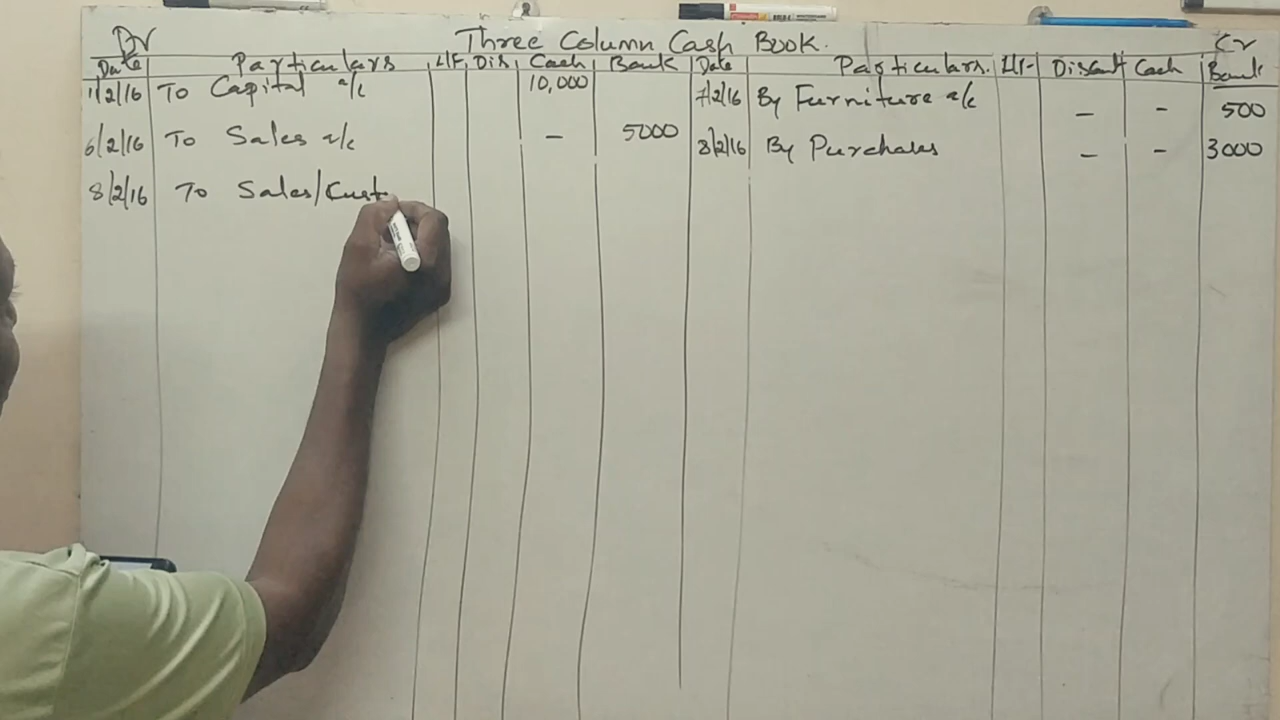 Dr Three Column Cash Book. Cr
Date Particulars L/F Dis Cash Bank Date Particulars. L/F Discount Cash Bank
1/2/16 To Capital a/c 10,000 7/2/16 By Furniture a/c - - 500
6/2/16 To Sales a/c - 5000 8/2/16 By Purchases - - 3000
8/2/16 To Sales/Cust